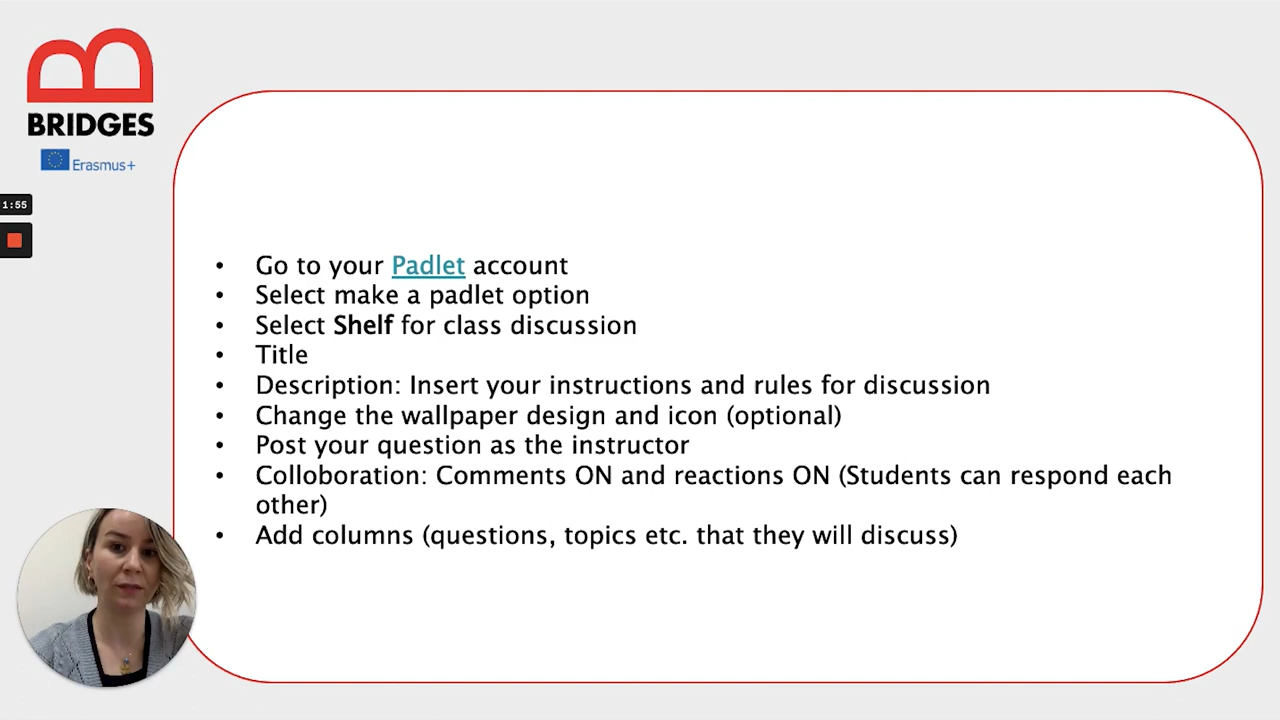 BRIDGES
Erasmus+
1:55
• Go to your Padlet account
• Select make a padlet option
• Select Shelf for class discussion
• Title
• Description: Insert your instructions and rules for discussion
• Change the wallpaper design and icon (optional)
• Post your question as the instructor
• Colloboration: Comments ON and reactions ON (Students can respond each
other)
• Add columns (questions, topics etc. that they will discuss)